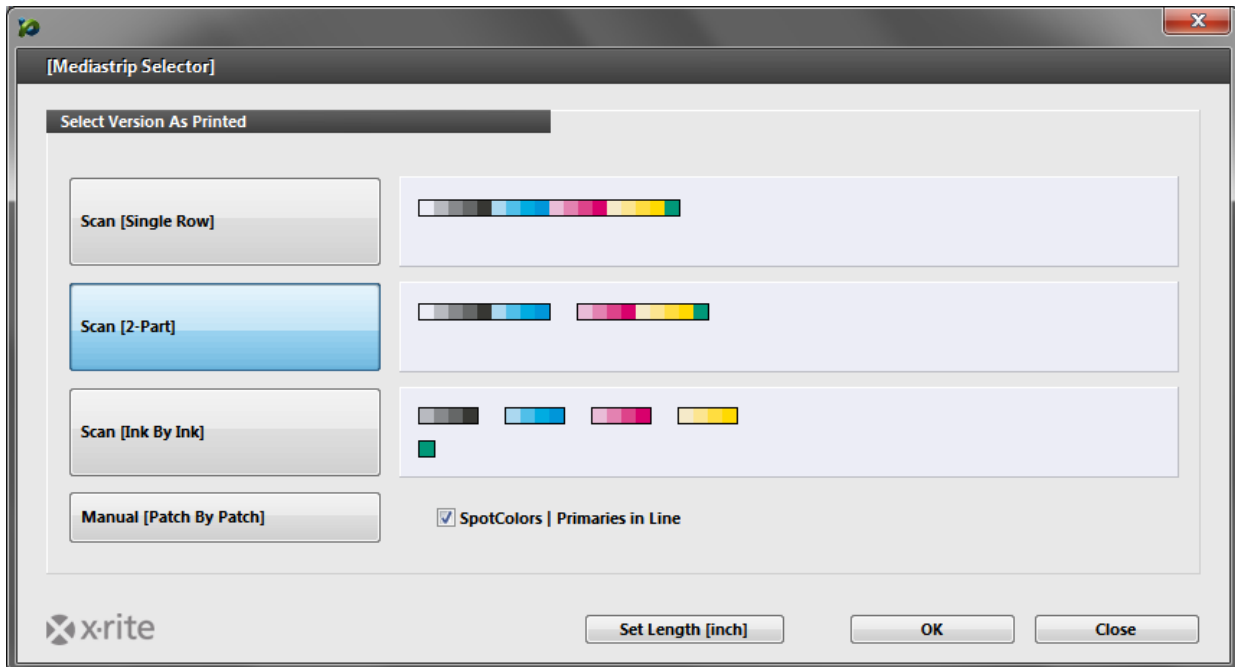 [Mediastrip Selector]
Select Version As Printed
Scan [Single Row]
Scan [2-Part]
Scan [Ink By Ink]
Manual [Patch By Patch]
SpotColors | Primaries in Line
x·rite
Set Length [inch]
OK
Close